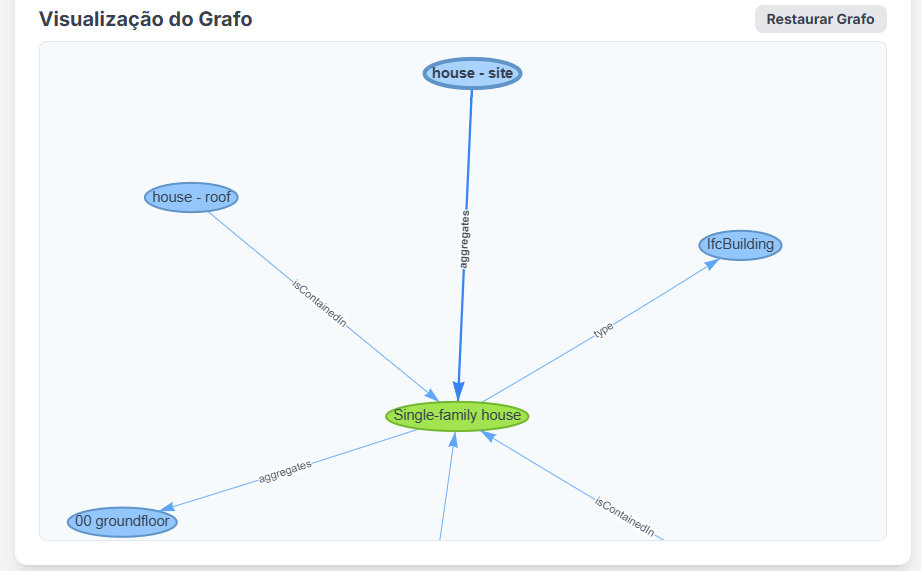 Visualização do Grafo
Restaurar Grafo
house - site
house - roof
aggregates
IfcBuilding
isContainedIn
type
Single-family house
aggregates
00 groundfloor
isContainedIn